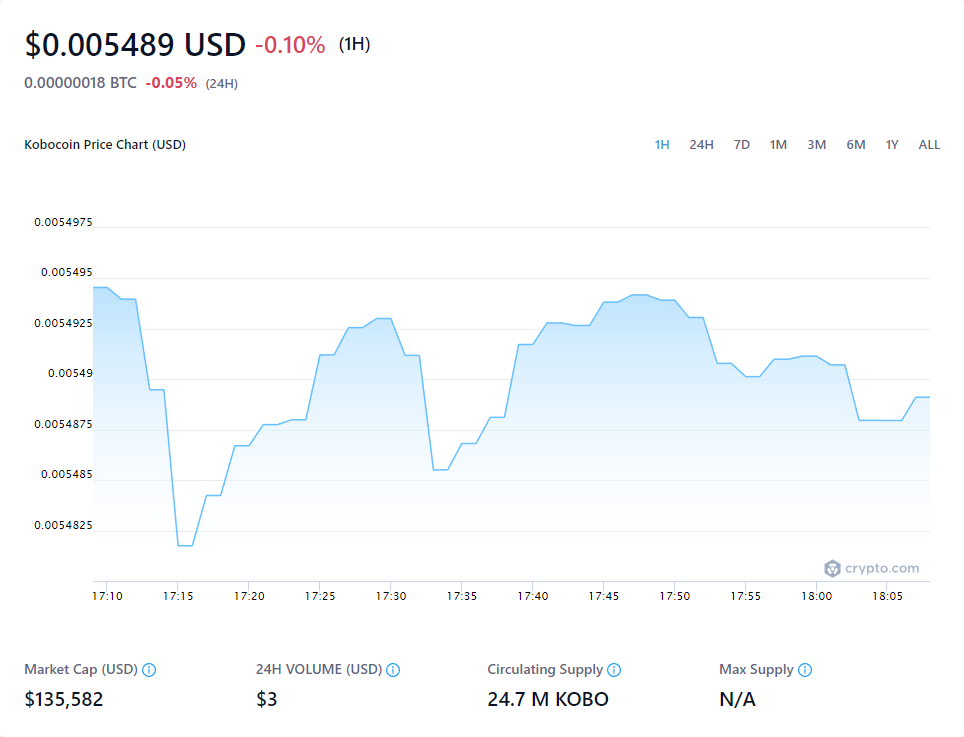 $0.005489 USD -0.10% (1H)
0.00000018 BTC -0.05% (24H)
Kobocoin Price Chart (USD) 1H 24H 7D 1M 3M 6M 1Y ALL
0.0054975
0.005495
0.0054925
0.00549
0.0054875
0.005485
0.0054825
crypto.com
17:10 17:15 17:20 17:25 17:30 17:35 17:40 17:45 17:50 17:55 18:00 18:05
Market Cap (USD) 24H VOLUME (USD) Circulating Supply Max Supply
$135,582 $3 24.7 M KOBO N/A